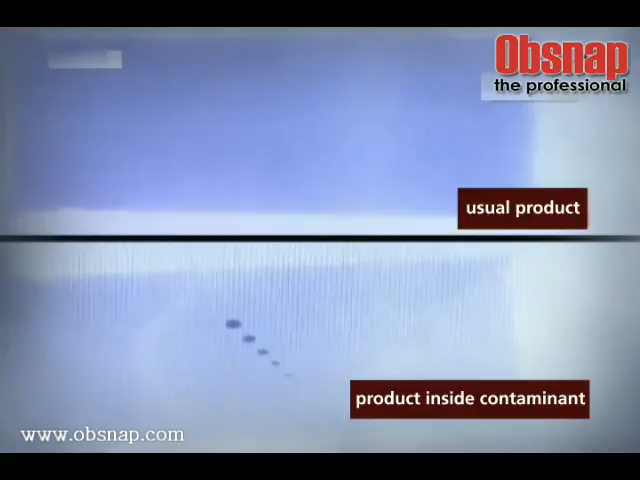 Obsnap
the professional
usual product
product inside contaminant
www.obsnap.com